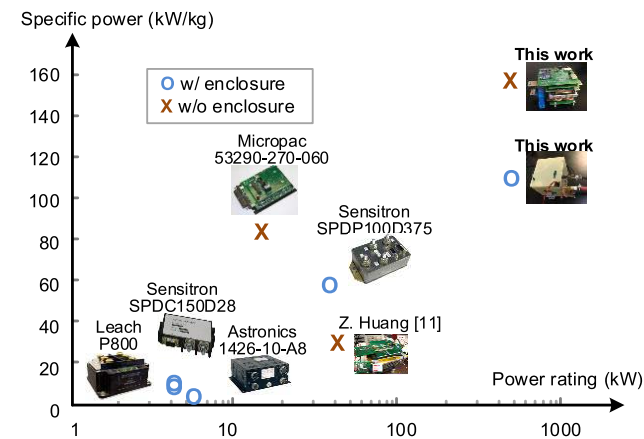 Specific power (kW/kg)
This work
160
X
O w/ enclosure
X w/o enclosure
140
Micropac
53290-270-060
This work
120
O
100
Sensitron
SPDP100D375
X
80
60
O
Sensitron
SPDC150D28
40
Leach
P800
Astronics
1426-10-A8
X
Z. Huang [11]
20
Power rating (kW)
0
1
10
100
1000